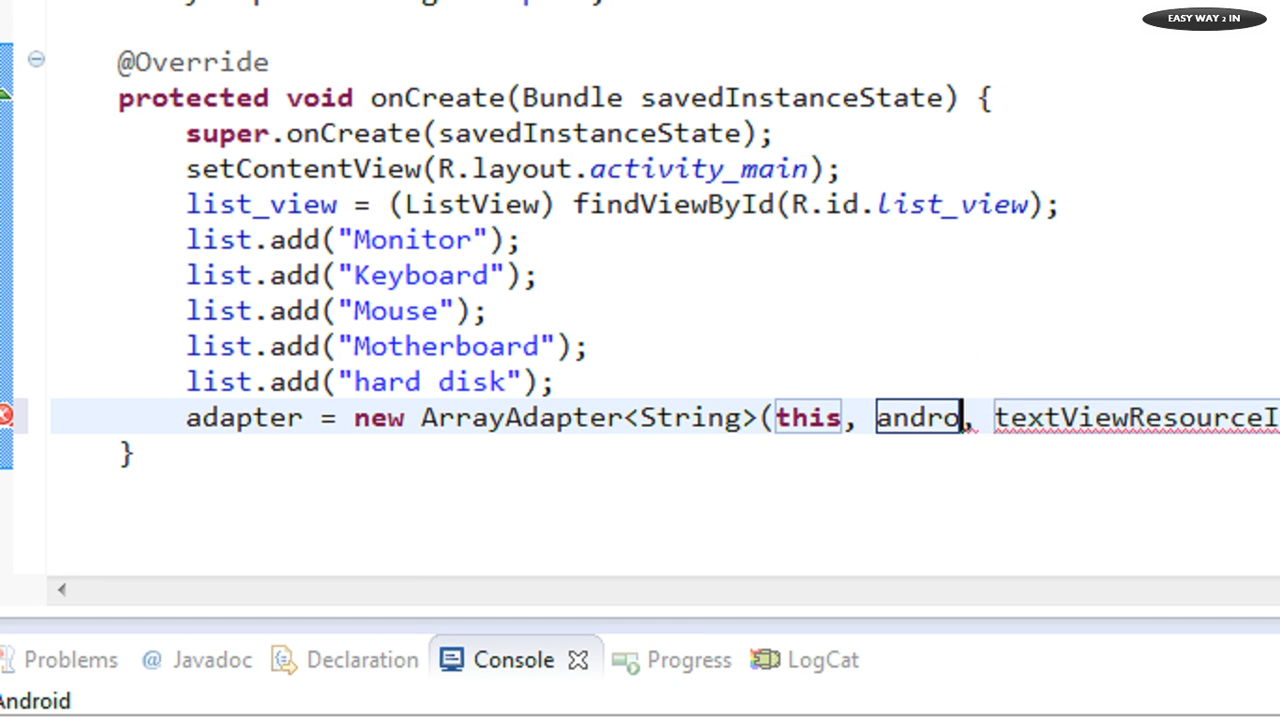 EASY WAY 2 IN
@Override
protected void onCreate(Bundle savedInstanceState) {
super.onCreate(savedInstanceState);
setContentView(R.layout.activity_main);
list_view = (ListView) findViewById(R.id.list_view);
list.add("Monitor");
list.add("Keyboard");
list.add("Mouse");
list.add("Motherboard");
list.add("hard disk");
adapter = new ArrayAdapter<String>(this, andro, textViewResourceI
}
Problems @ Javadoc Declaration Console Progress LogCat
Android